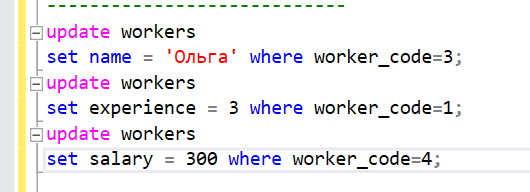 ----------------------------
update workers
set name = 'Ольга' where worker_code=3;
update workers
set experience = 3 where worker_code=1;
update workers
set salary = 300 where worker_code=4;